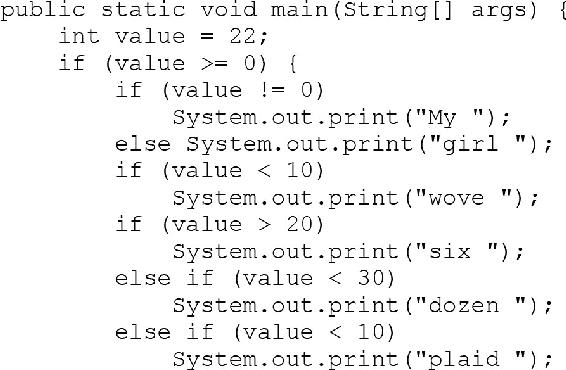 public static void main(String[] args) {
    int value = 22;
    if (value >= 0) {
        if (value != 0)
            System.out.print("My ");
        else System.out.print("girl ");
        if (value < 10)
            System.out.print("wove ");
        if (value > 20)
            System.out.print("six ");
        else if (value < 30)
            System.out.print("dozen ");
        else if (value < 10)
            System.out.print("plaid ");